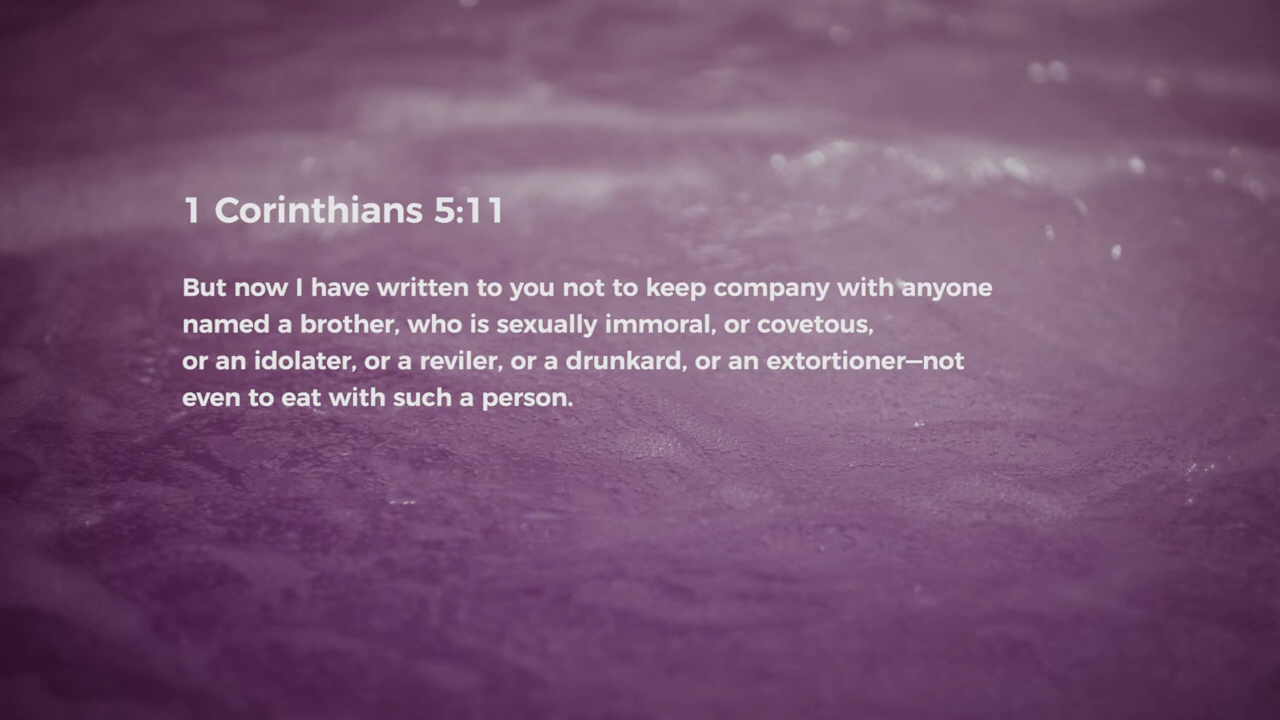 1 Corinthians 5:11
But now I have written to you not to keep company with anyone
named a brother, who is sexually immoral, or covetous,
or an idolater, or a reviler, or a drunkard, or an extortioner—not
even to eat with such a person.